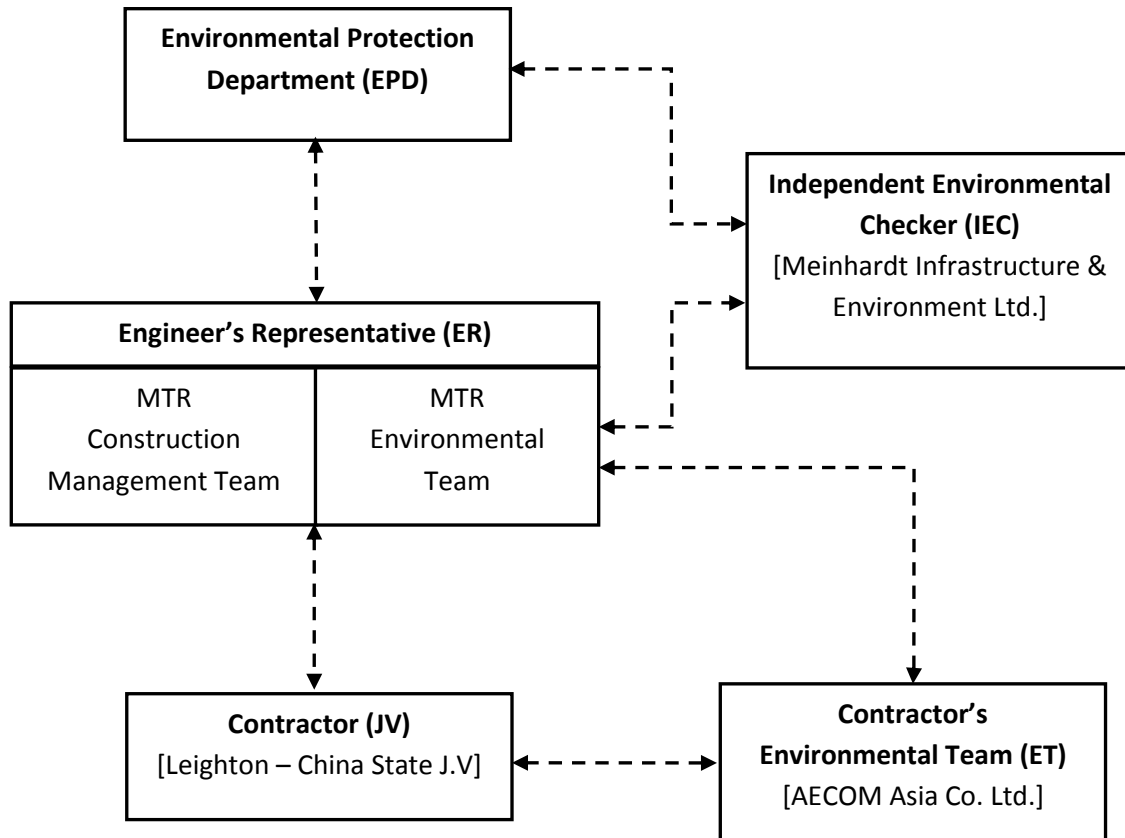 Environmental Protection
Department (EPD)
Independent Environmental
Checker (IEC)
[Meinhardt Infrastructure &
Environment Ltd.]
Engineer’s Representative (ER)
MTR
Construction
Management Team
MTR
Environmental
Team
Contractor (JV)
[Leighton – China State J.V]
Contractor’s
Environmental Team (ET)
[AECOM Asia Co. Ltd.]